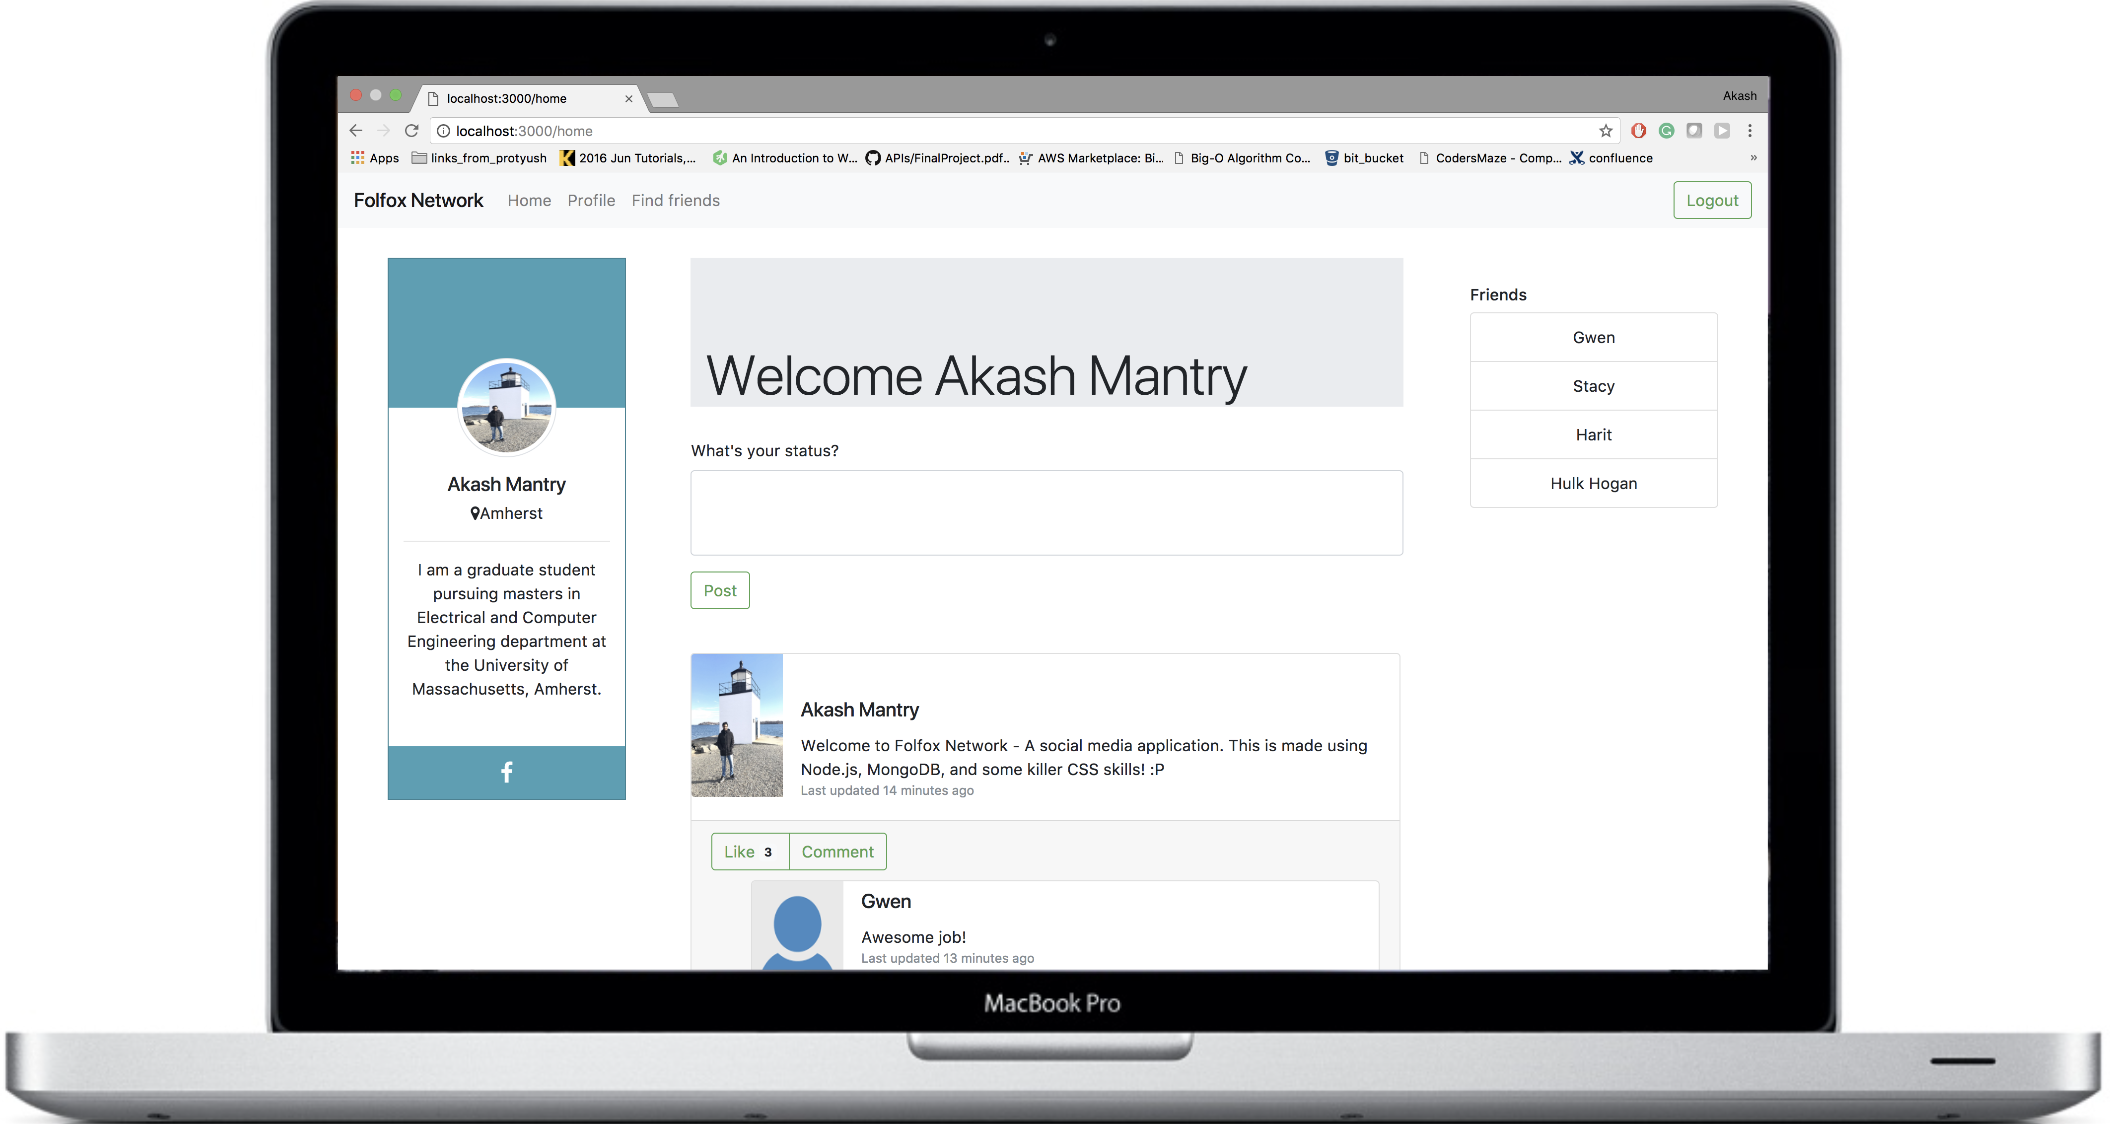 localhost:3000/home
Akash
localhost:3000/home
Apps links_from_protyush 2016 Jun Tutorials,... An Introduction to W... APIs/FinalProject.pdf... AWS Marketplace: Bi... Big-O Algorithm Co... bit_bucket CodersMaze - Comp... confluence »
Folfox Network Home Profile Find friends Logout
Akash Mantry
Amherst
I am a graduate student
pursuing masters in
Electrical and Computer
Engineering department at
the University of
Massachusetts, Amherst.
Welcome Akash Mantry
What's your status?
Post
Akash Mantry
Welcome to Folfox Network - A social media application. This is made using
Node.js, MongoDB, and some killer CSS skills! :P
Last updated 14 minutes ago
Like 3 Comment
Gwen
Awesome job!
Last updated 13 minutes ago
Friends
Gwen
Stacy
Harit
Hulk Hogan
MacBook Pro